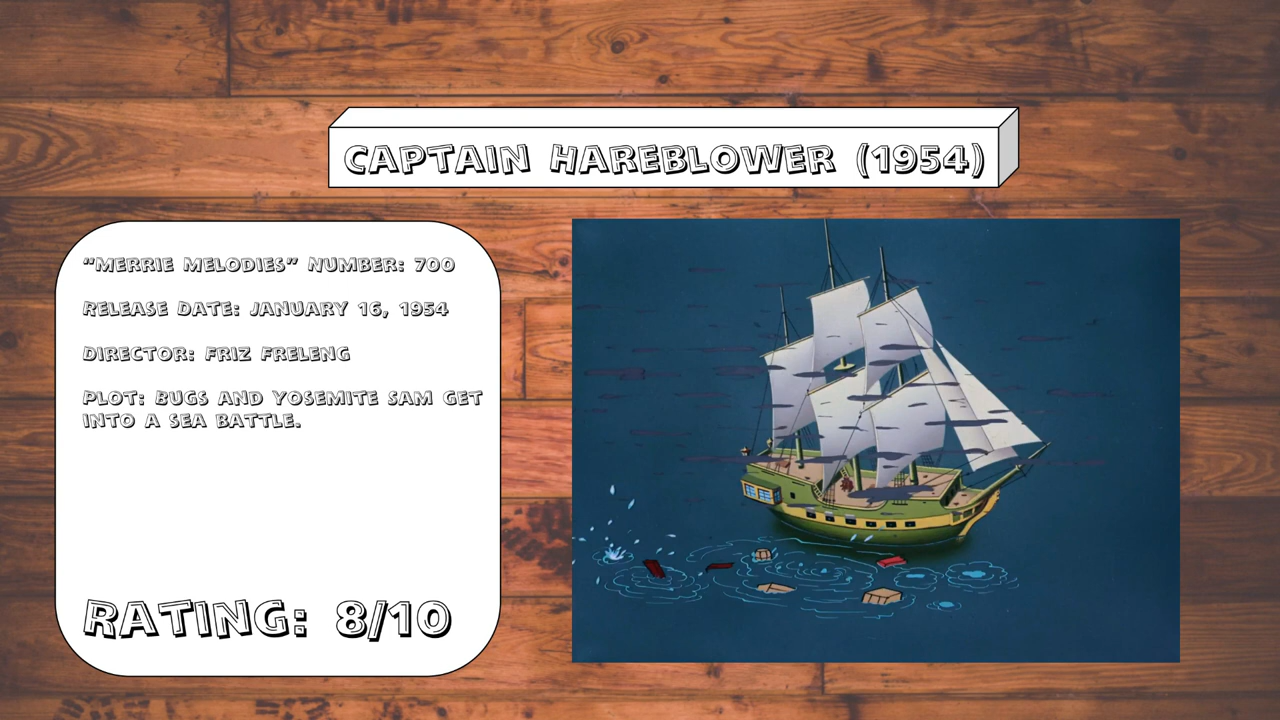 CAPTAIN HAREBLOWER (1954)
"MERRIE MELODIES" NUMBER: 700
RELEASE DATE: JANUARY 16, 1954
DIRECTOR: FRIZ FRELENG
PLOT: BUGS AND YOSEMITE SAM GET
INTO A SEA BATTLE.
RATING: 8/10